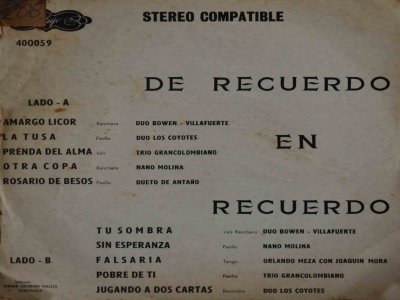 STEREO COMPATIBLE
400059
DE RECUERDO
EN
RECUERDO
LADO - A
AMARGO LICOR Ranchera DUO BOWEN - VILLAFUERTE
LA TUSA Pasillo DUO LOS COYOTES
PRENDA DEL ALMA Vals TRIO GRANCOLOMBIANO
OTRA COPA Ranchera NANO MOLINA
ROSARIO DE BESOS Pasillo DUETO DE ANTAÑO
LADO - B
TU SOMBRA Vals Ranchero DUO BOWEN - VILLAFUERTE
SIN ESPERANZA Pasillo NANO MOLINA
FALSARIA Tango ORLANDO MEZA CON JOAQUIN MORA
POBRE DE TI Pasillo TRIO GRANCOLOMBIANO
JUGANDO A DOS CARTAS Ranchera DUO LOS COYOTES